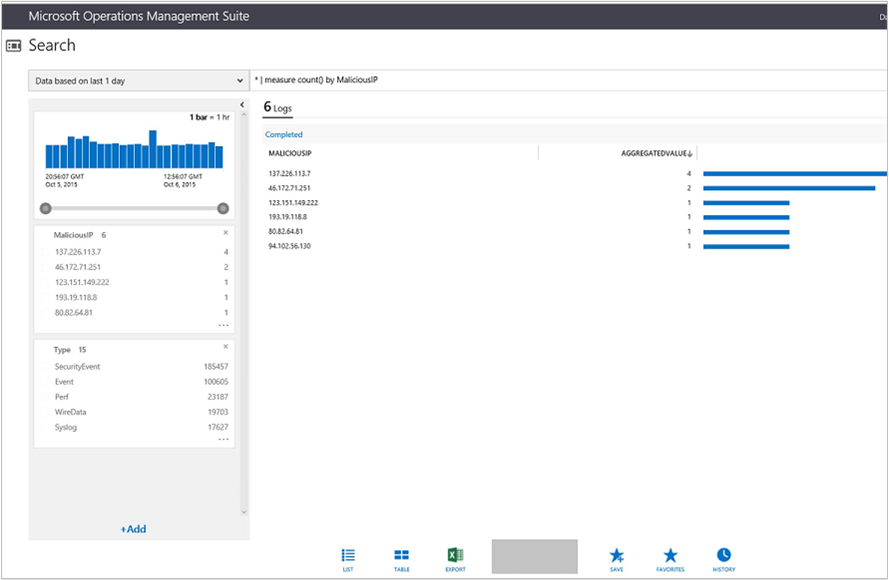 Microsoft Operations Management Suite
Search
Data based on last 1 day
* | measure count() by MaliciousIP
1 bar = 1 hr
20:56:07 GMT
Oct 5, 2015
12:56:07 GMT
Oct 6, 2015
MaliciousIP 6
137.226.113.7 4
46.172.71.251 2
123.151.149.222 1
193.19.118.8 1
80.82.64.81 1
Type 15
SecurityEvent 185457
Event 100605
Perf 23187
WireData 19703
Syslog 17627
+Add
6 Logs
Completed
MALICIOUSIP AGGREGATEDVALUE↓
137.226.113.7 4
46.172.71.251 2
123.151.149.222 1
193.19.118.8 1
80.82.64.81 1
94.102.56.130 1
LIST TABLE EXPORT SAVE FAVORITES HISTORY